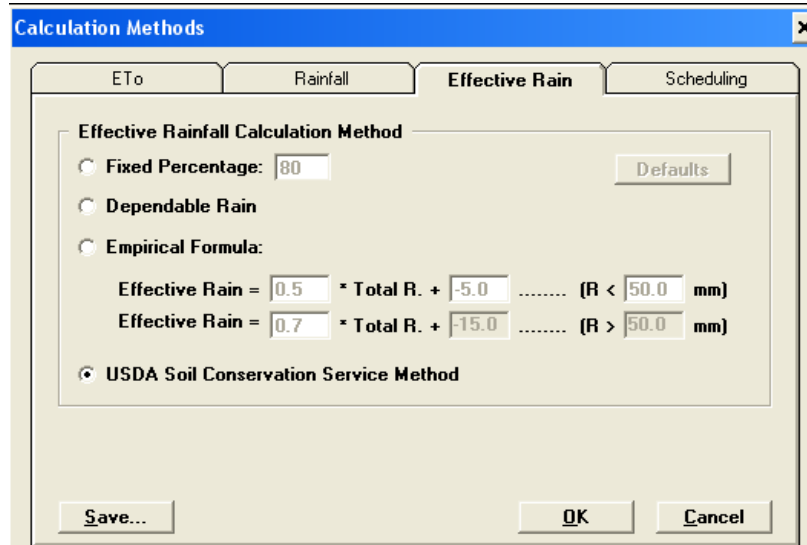 Calculation Methods
ETo Rainfall Effective Rain Scheduling
Effective Rainfall Calculation Method
Fixed Percentage: 80 Defaults
Dependable Rain
Empirical Formula:
Effective Rain = 0.5 * Total R. + -5.0 ........ (R < 50.0 mm)
Effective Rain = 0.7 * Total R. + -15.0 ........ (R > 50.0 mm)
USDA Soil Conservation Service Method
Save... OK Cancel